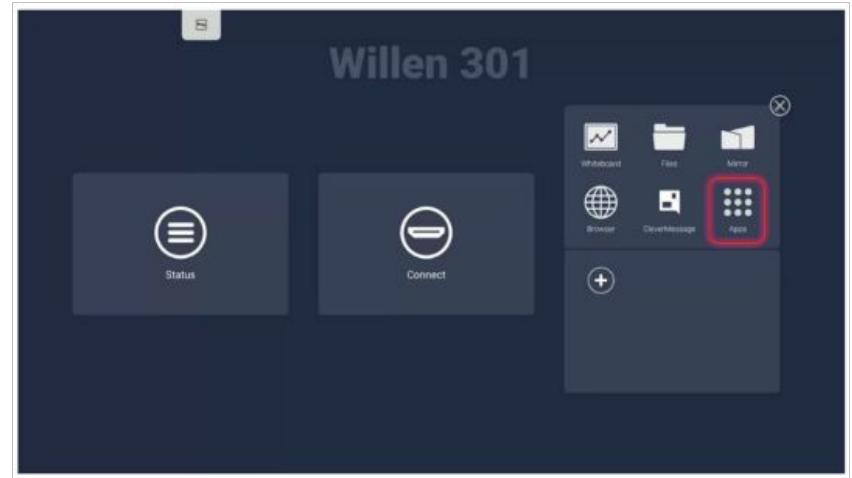 Willen 301
Whiteboard
Files
Mirror
Browser
CleverMessage
Apps
Status
Connect